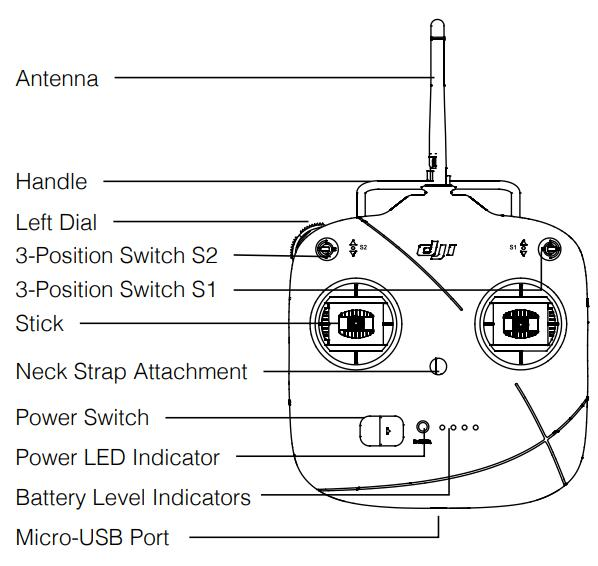 Antenna
Handle
Left Dial
3-Position Switch S2
S2
dji
S1
3-Position Switch S1
Stick
Neck Strap Attachment
Power Switch
Power LED Indicator
Battery Level Indicators
Micro-USB Port